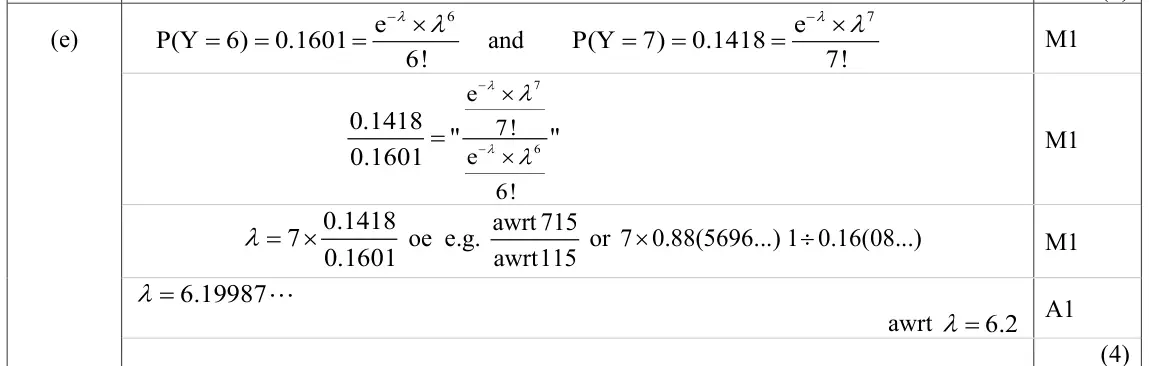 (e) P(Y = 6) = 0.1601 = (e^(−λ) × λ^6)/6! and P(Y = 7) = 0.1418 = (e^(−λ) × λ^7)/7! M1
0.1418/0.1601 = "((e^(−λ) × λ^7)/7!)/((e^(−λ) × λ^6)/6!)" M1
λ = 7 × 0.1418/0.1601 oe e.g. awrt 715/awrt115 or 7 × 0.88(5696...) 1 ÷ 0.16(08...) M1
λ = 6.19987⋯
awrt λ = 6.2 A1
(4)